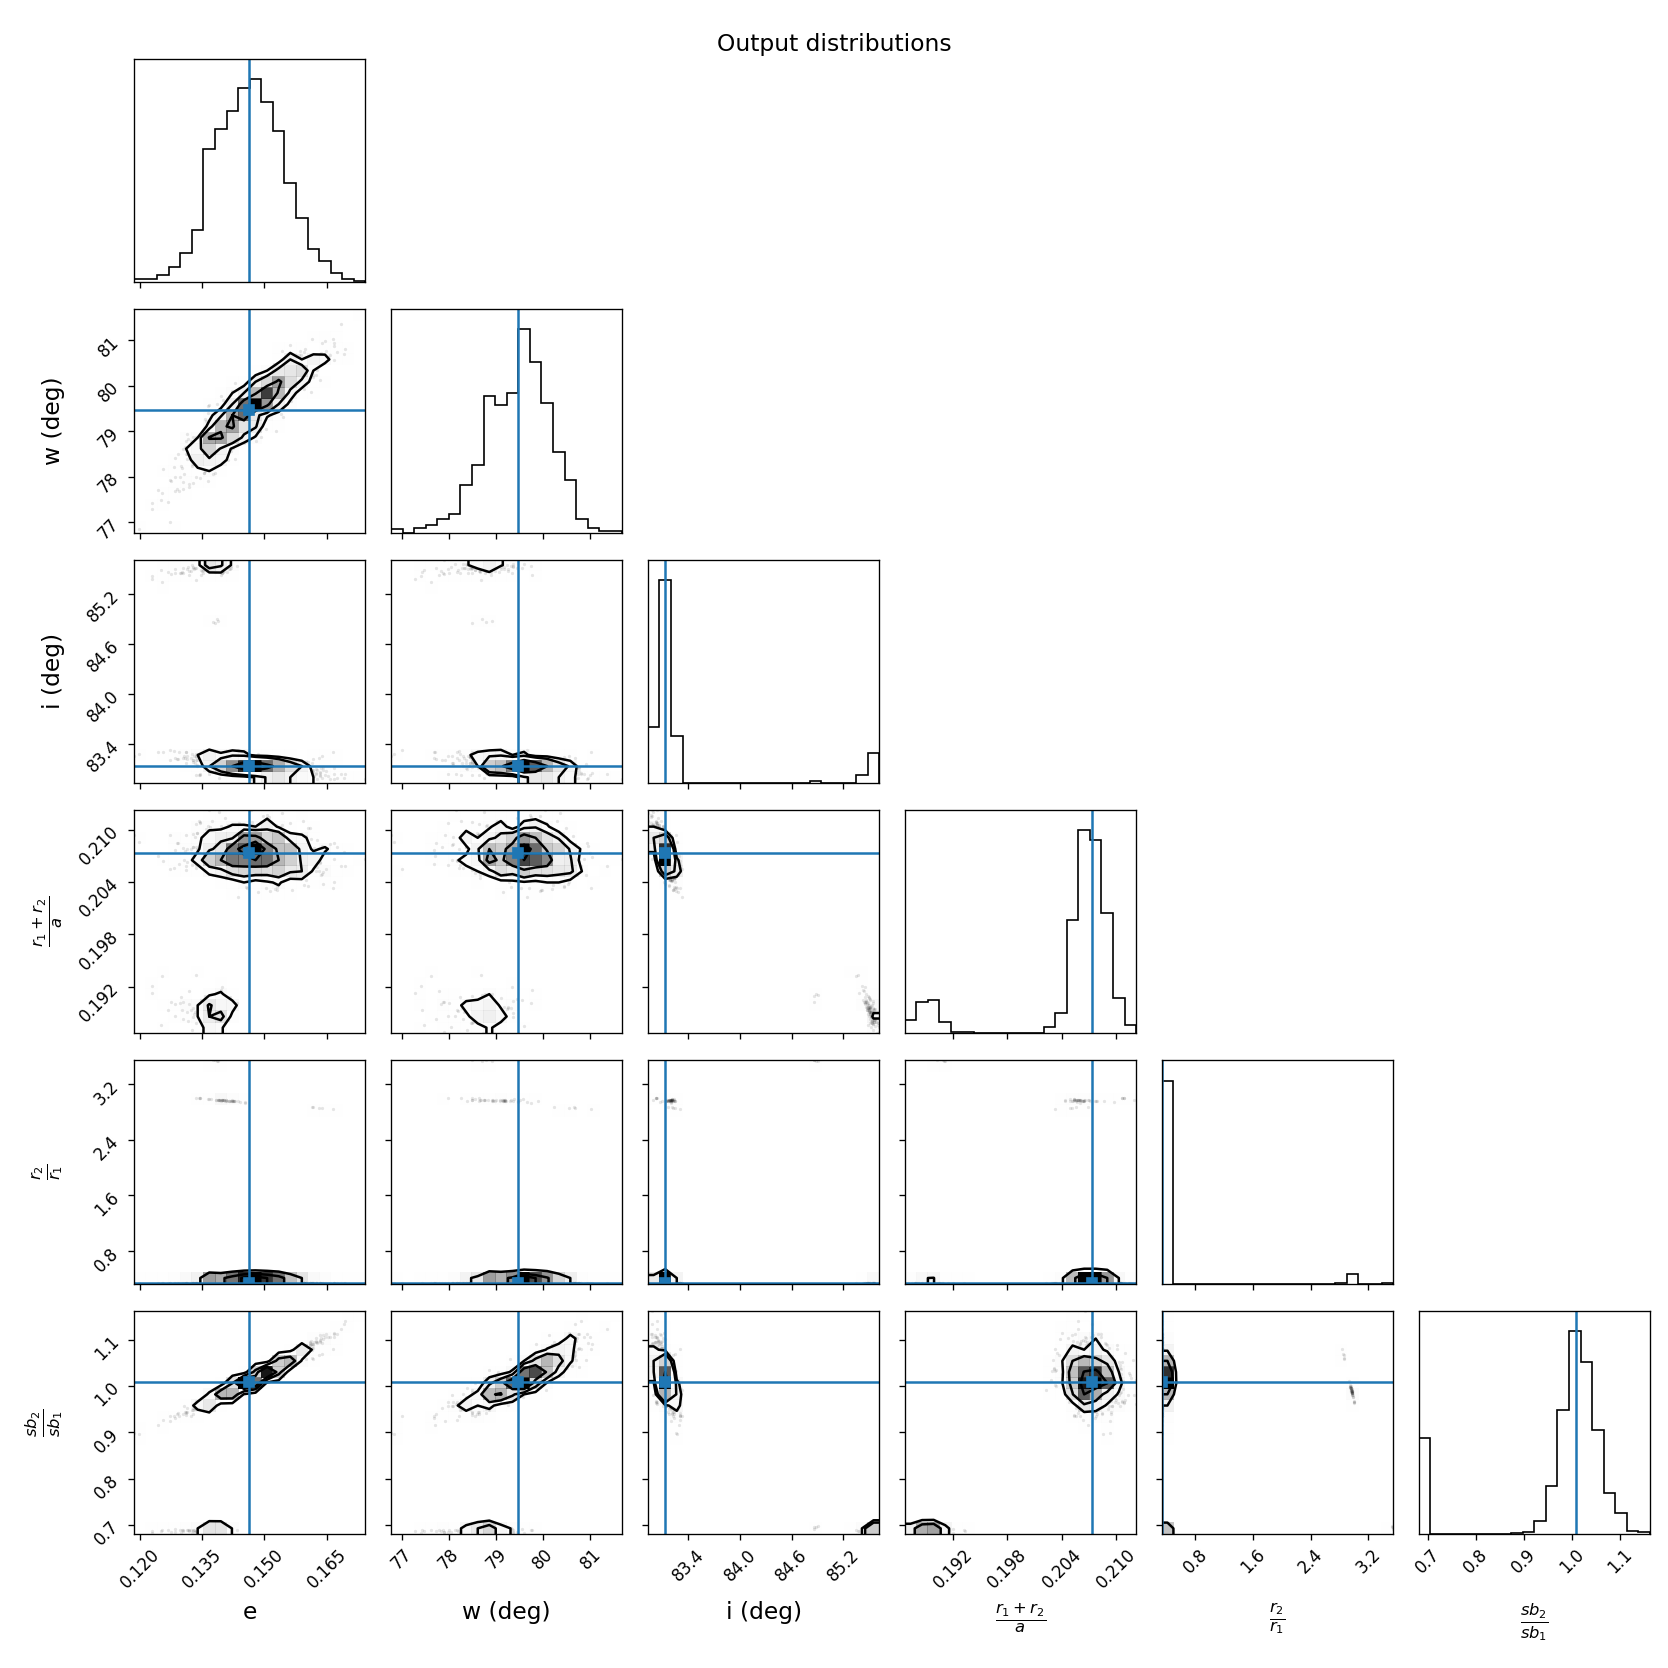 Output distributions
w (deg)
81
80
79
78
77
i (deg)
85.2
84.6
84.0
83.4
r₁ + r₂
a
0.210
0.204
0.198
0.192
r₂
r₁
3.2
2.4
1.6
0.8
sb₂
sb₁
1.1
1.0
0.9
0.8
0.7
0.120 0.135 0.150 0.165 77 78 79 80 81 83.4 84.0 84.6 85.2 0.192 0.198 0.204 0.210 0.8 1.6 2.4 3.2 0.7 0.8 0.9 1.0 1.1
e w (deg) i (deg) r₁ + r₂ / a r₂ / r₁ sb₂ / sb₁